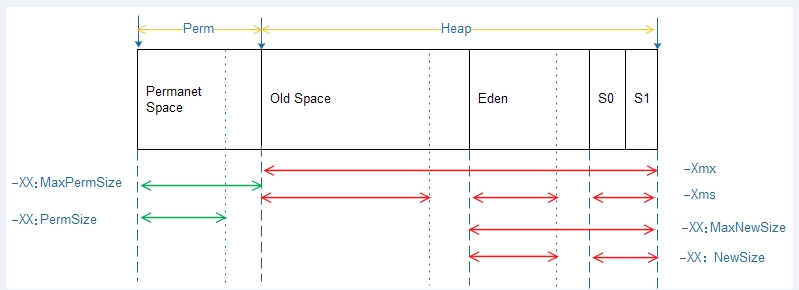 Perm
Heap
Permanet
Space
Old Space
Eden
S0
S1
-XX:MaxPermSize
-Xmx
-Xms
-XX:PermSize
-XX:MaxNewSize
-XX: NewSize